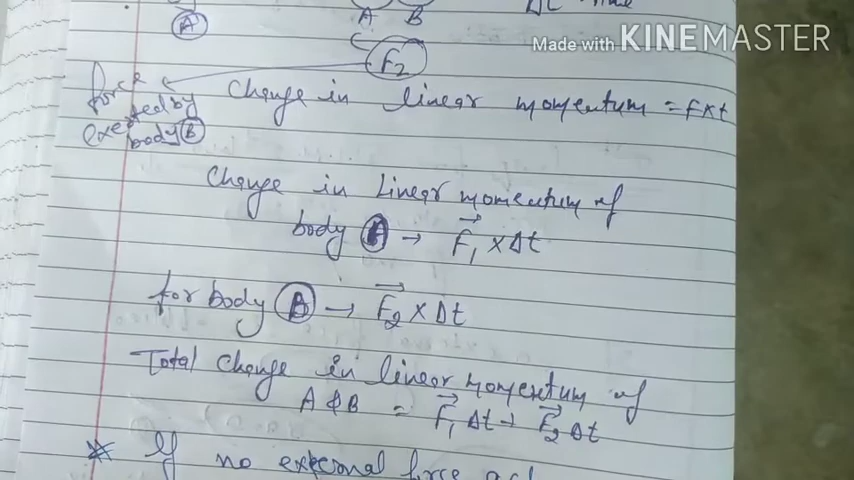 A B Δt
A
Made with KINEMASTER
F2
force exerted by body B
change in linear momentum = F×t
Change in Linear momentum of
body A → F1 × Δt
for body B → F2 × Δt
Total change in linear momentum of
A & B = F1 Δt + F2 Δt
* If no external force act